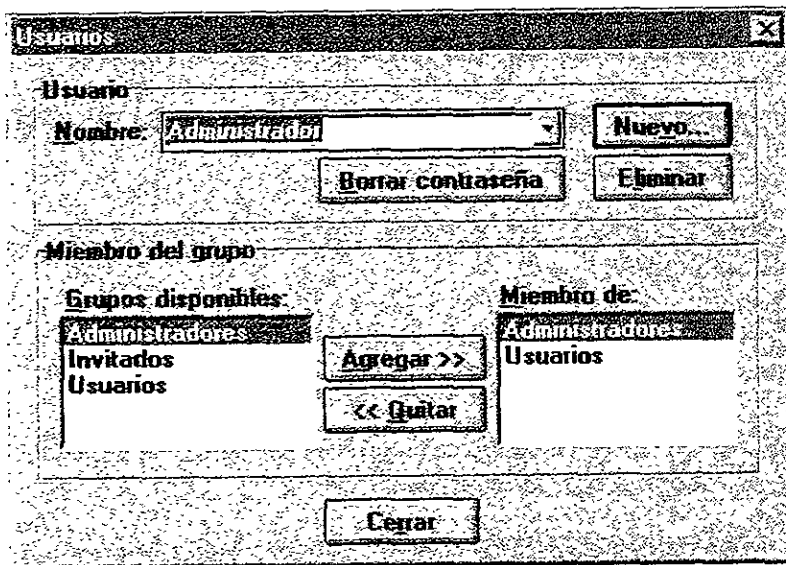 Usuarios
Usuario
Nombre: Administrador
Nuevo...
Borrar contraseña
Eliminar
Miembro del grupo
Grupos disponibles:
Administradores
Invitados
Usuarios
Agregar >>
<< Quitar
Miembro de:
Administradores
Usuarios
Cerrar